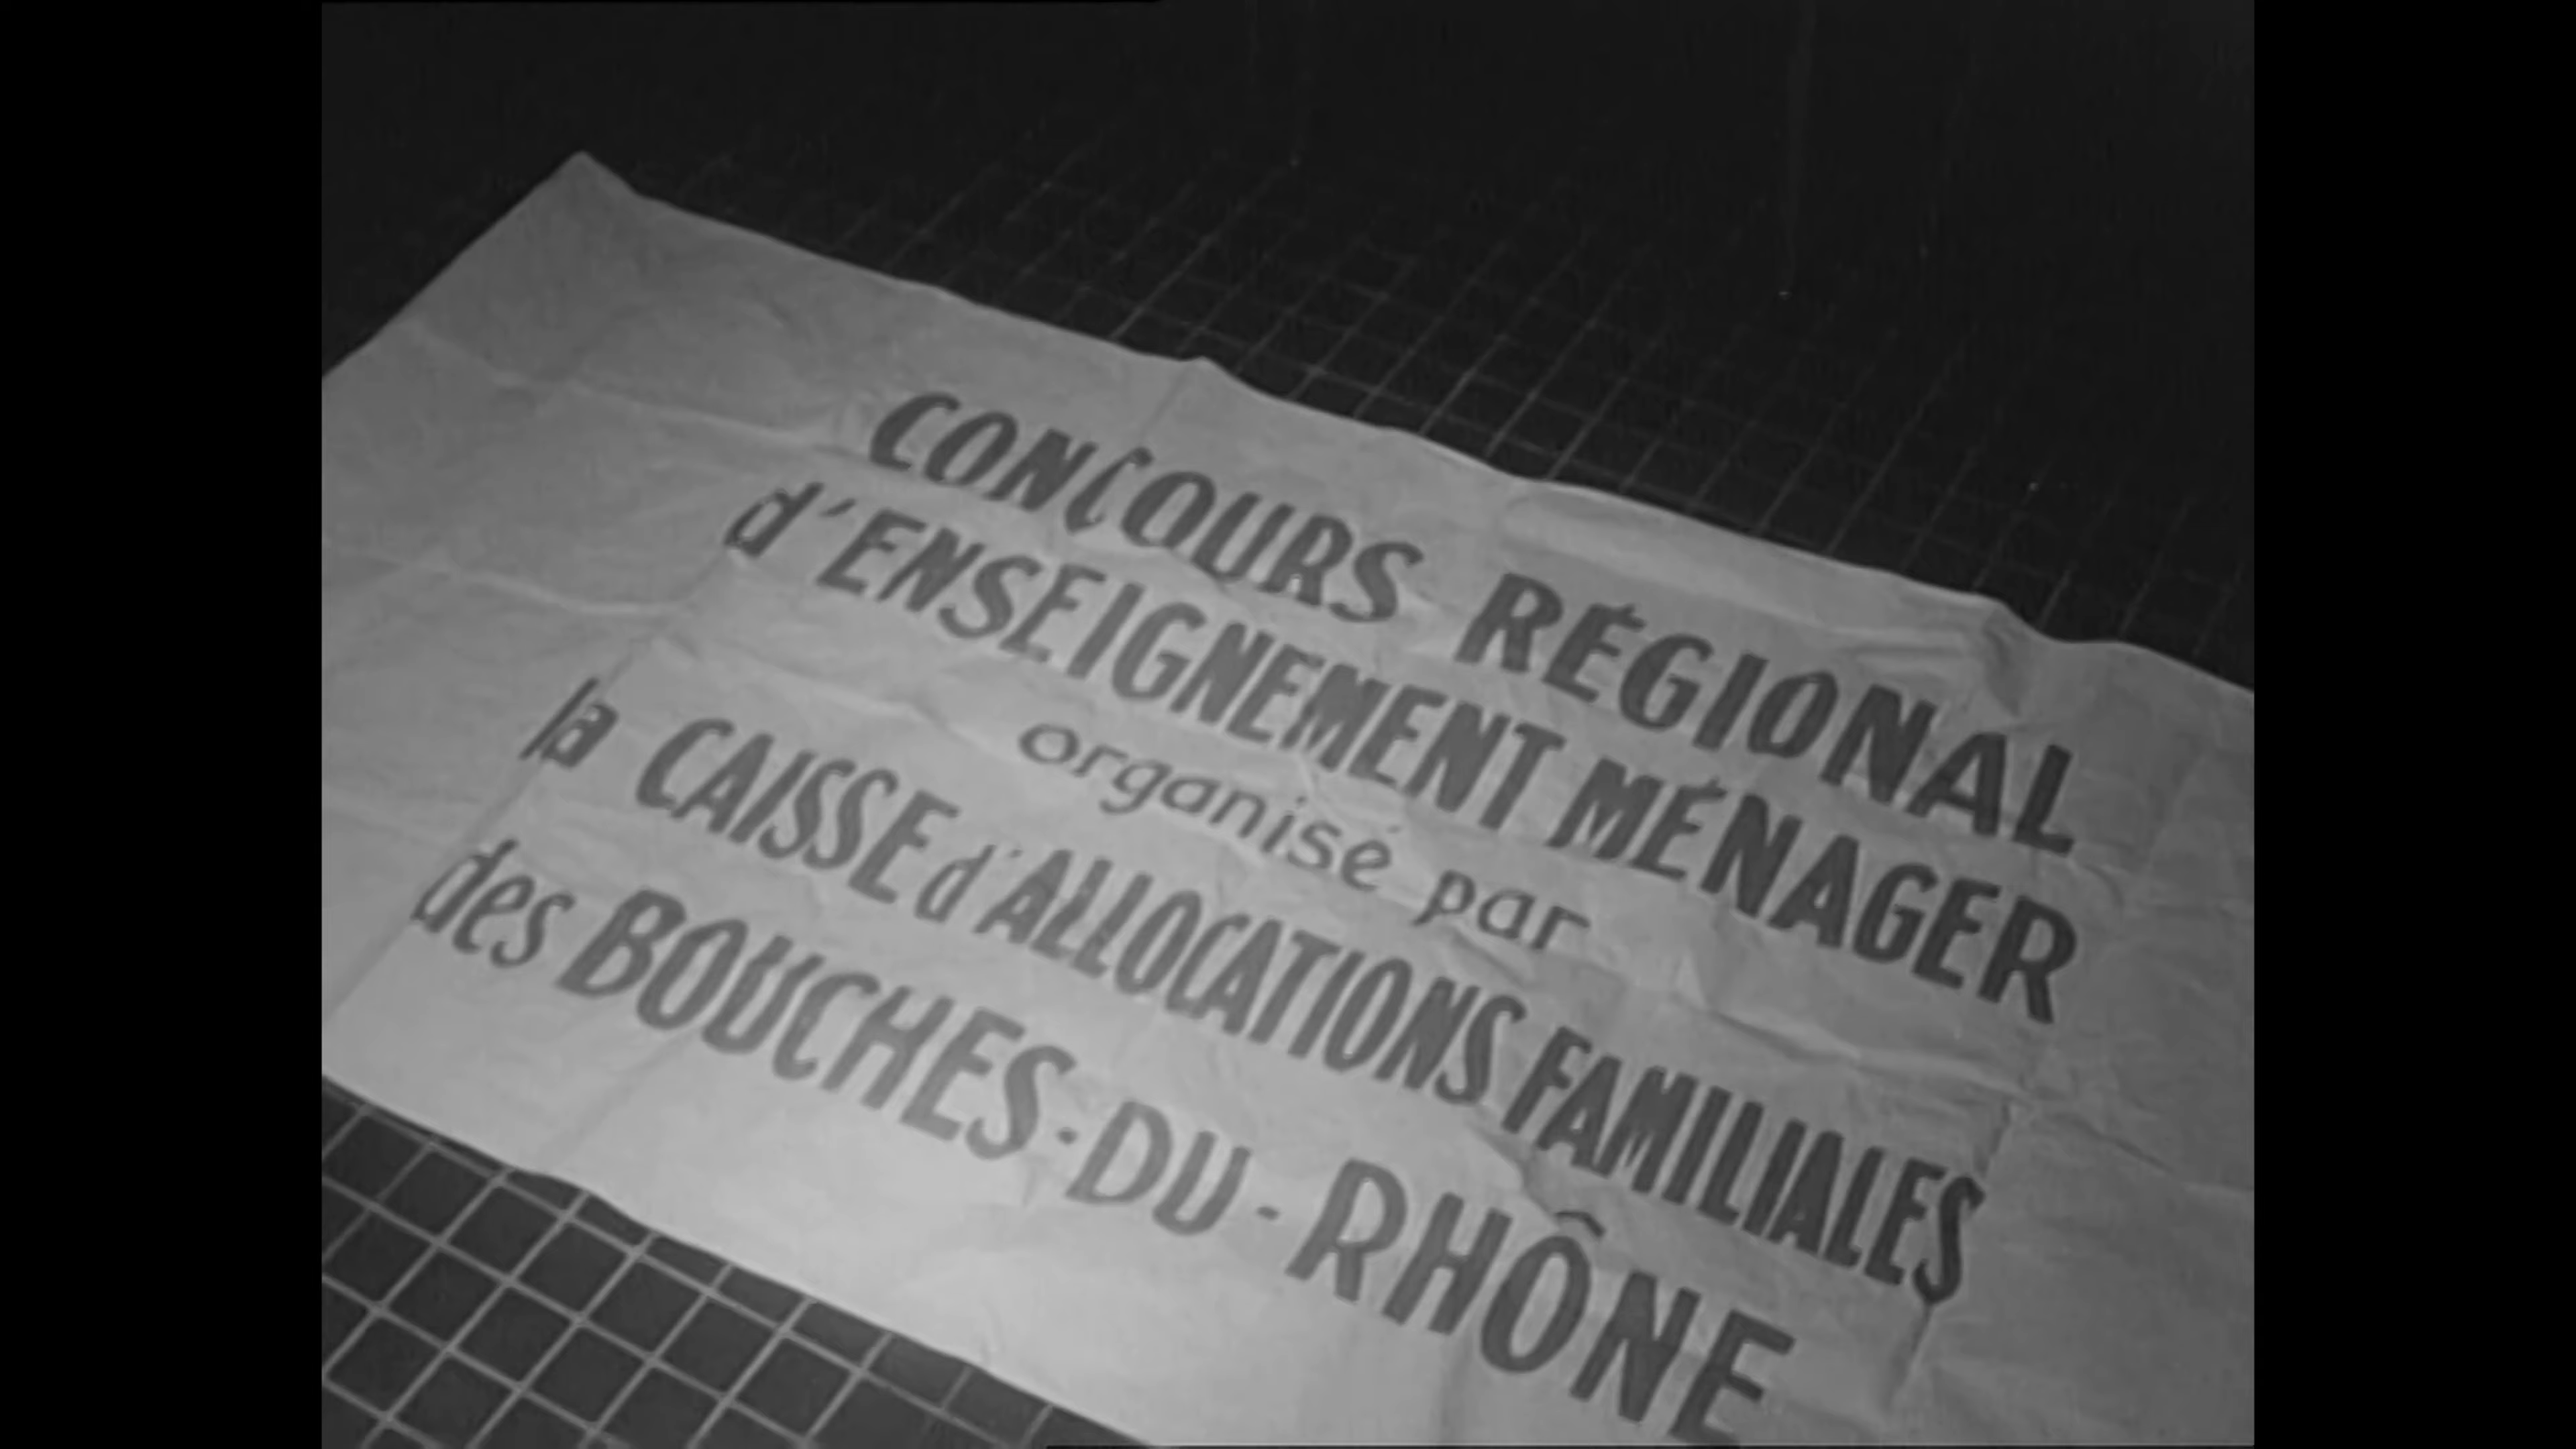 CONCOURS RÉGIONAL
d'ENSEIGNEMENT MÉNAGER
organisé par
la CAISSE d'ALLOCATIONS FAMILIALES
des BOUCHES-DU-RHÔNE